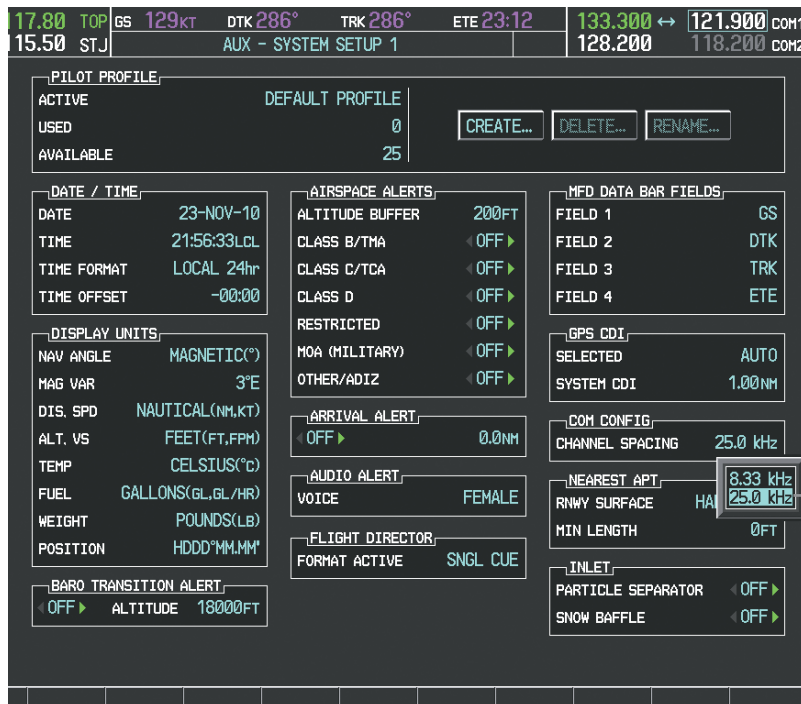 17.80 TOP GS 129KT DTK 286° TRK 286° ETE 23:12 133.300 ↔ 121.900 COM1
115.50 STJ AUX - SYSTEM SETUP 1 128.200 118.200 COM2
PILOT PROFILE
ACTIVE DEFAULT PROFILE
USED 0
AVAILABLE 25
CREATE... DELETE... RENAME...
DATE / TIME
DATE 23-NOV-10
TIME 21:56:33LCL
TIME FORMAT LOCAL 24hr
TIME OFFSET -00:00
DISPLAY UNITS
NAV ANGLE MAGNETIC(°)
MAG VAR 3°E
DIS, SPD NAUTICAL(NM,KT)
ALT, VS FEET(FT,FPM)
TEMP CELSIUS(°C)
FUEL GALLONS(GL,GL/HR)
WEIGHT POUNDS(LB)
POSITION HDDD°MM.MM'
BARO TRANSITION ALERT
OFF ALTITUDE 18000FT
AIRSPACE ALERTS
ALTITUDE BUFFER 200FT
CLASS B/TMA OFF
CLASS C/TCA OFF
CLASS D OFF
RESTRICTED OFF
MOA (MILITARY) OFF
OTHER/ADIZ OFF
ARRIVAL ALERT
OFF 0.0NM
AUDIO ALERT
VOICE FEMALE
FLIGHT DIRECTOR
FORMAT ACTIVE SNGL CUE
MFD DATA BAR FIELDS
FIELD 1 GS
FIELD 2 DTK
FIELD 3 TRK
FIELD 4 ETE
GPS CDI
SELECTED AUTO
SYSTEM CDI 1.00NM
COM CONFIG
CHANNEL SPACING 25.0 kHz
8.33 kHz
25.0 kHz
NEAREST APT
RNWY SURFACE HA
MIN LENGTH 0FT
INLET
PARTICLE SEPARATOR OFF
SNOW BAFFLE OFF